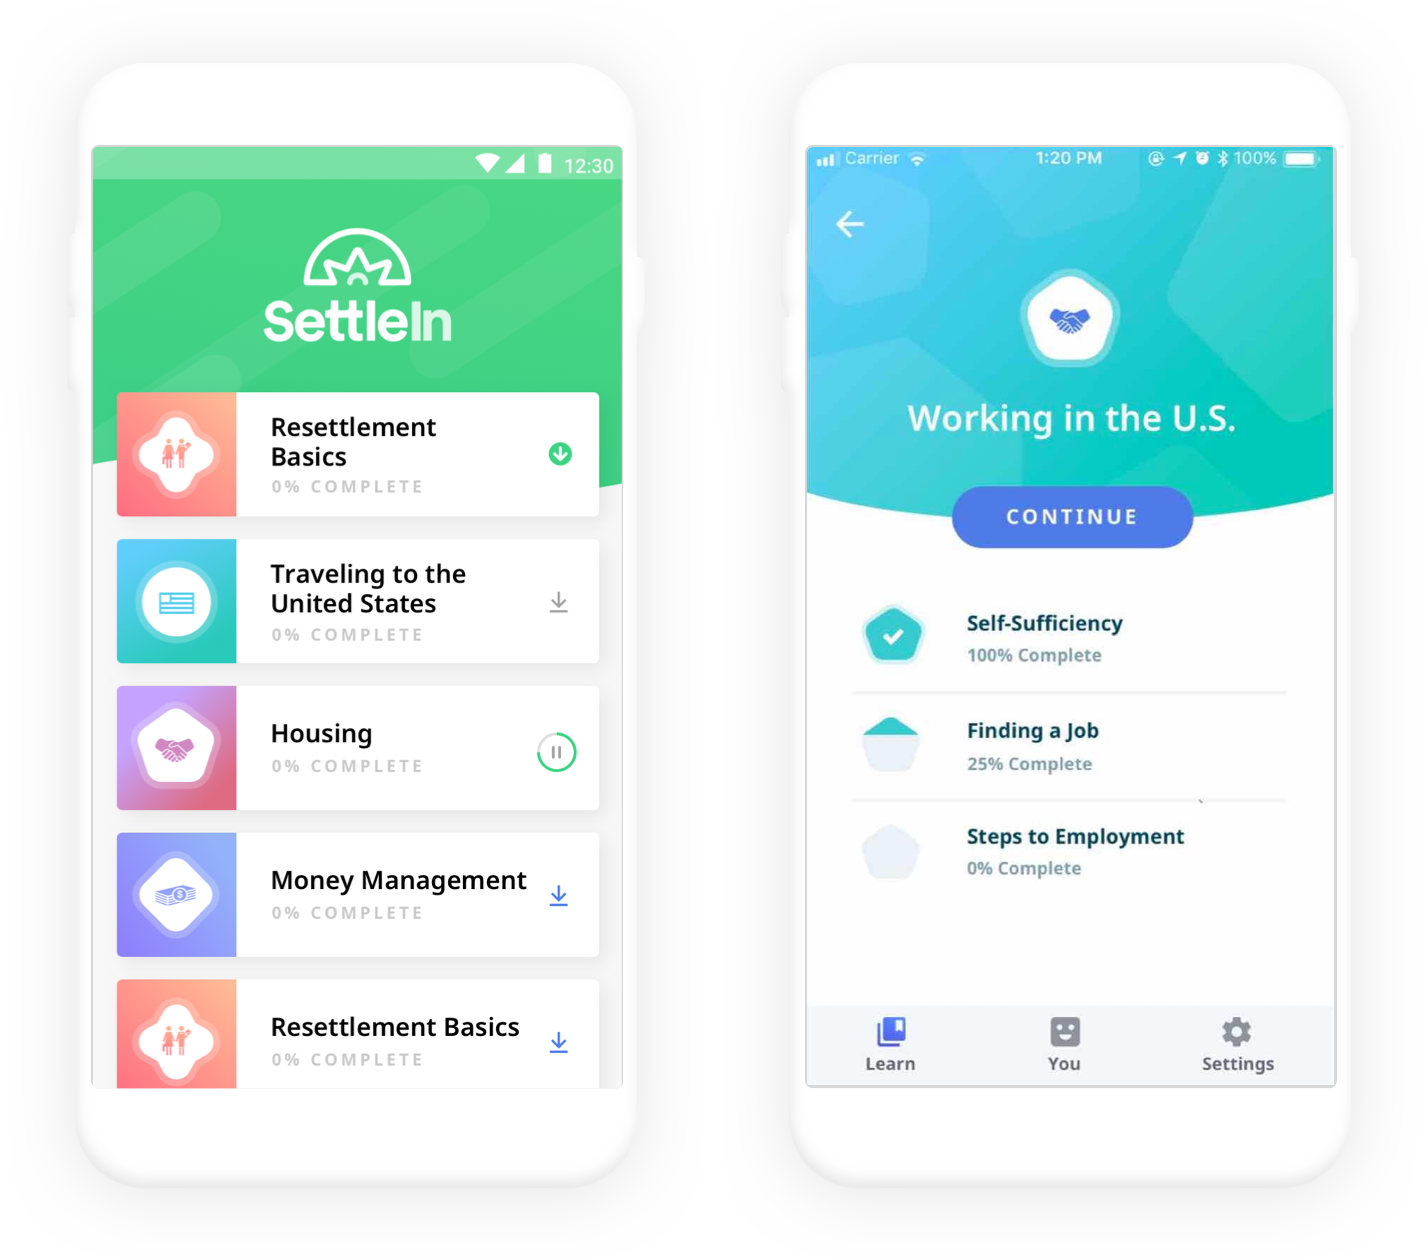 12:30
SettleIn
Resettlement
Basics
0% COMPLETE
Traveling to the
United States
0% COMPLETE
Housing
0% COMPLETE
Money Management
0% COMPLETE
Resettlement Basics
0% COMPLETE
Carrier
1:20 PM
100%
Working in the U.S.
CONTINUE
Self-Sufficiency
100% Complete
Finding a Job
25% Complete
Steps to Employment
0% Complete
Learn
You
Settings